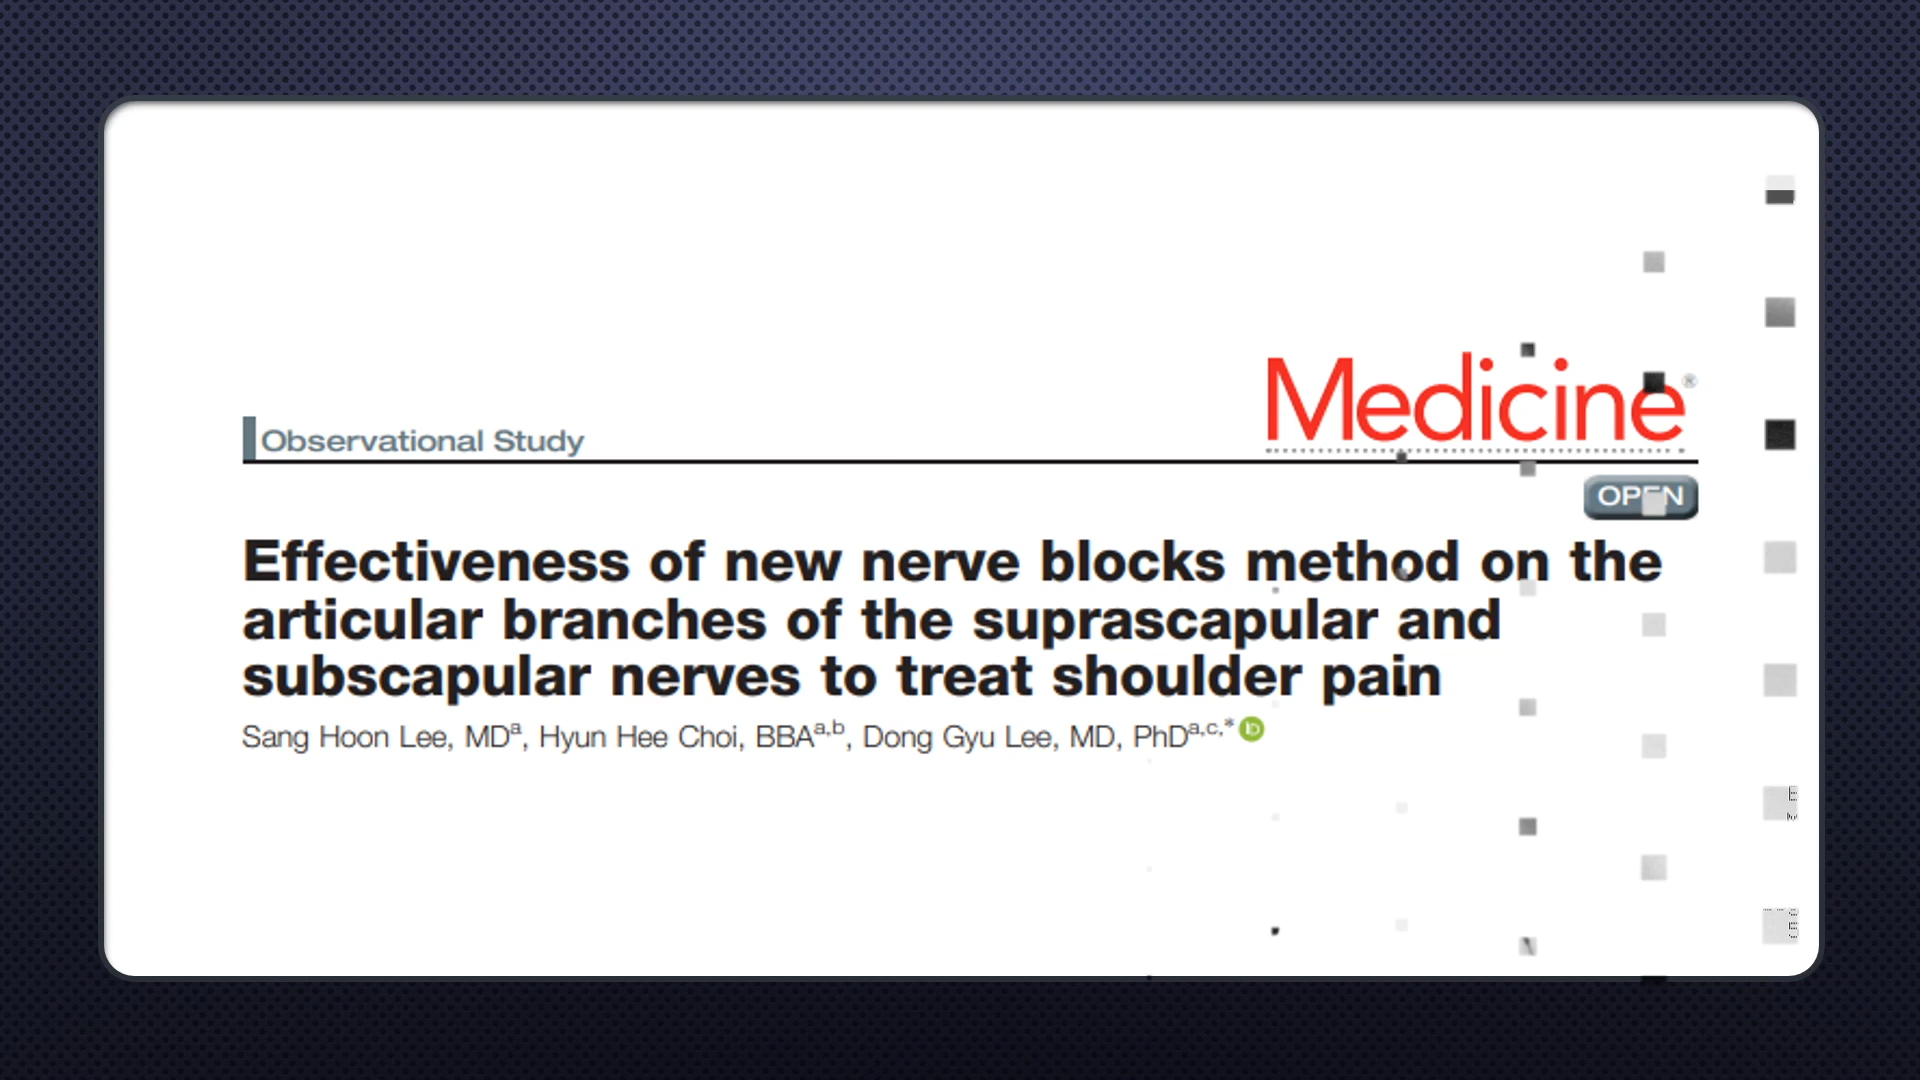 Medicine®
Observational Study
OPEN
Effectiveness of new nerve blocks method on the
articular branches of the suprascapular and
subscapular nerves to treat shoulder pain
Sang Hoon Lee, MDa, Hyun Hee Choi, BBAa,b, Dong Gyu Lee, MD, PhDa,c,* iD